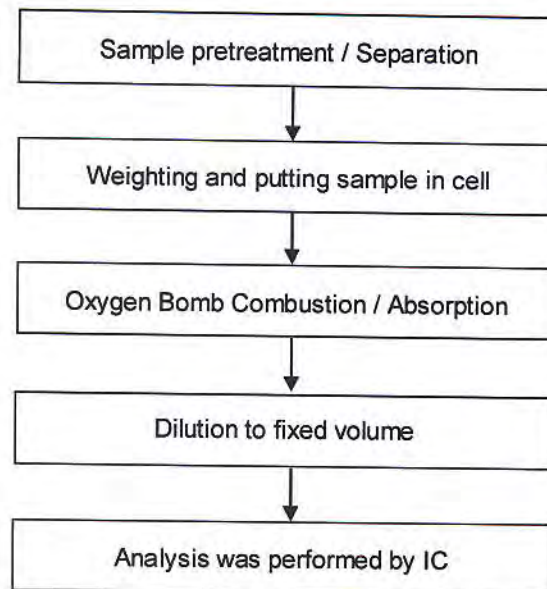 Sample pretreatment / Separation
Weighting and putting sample in cell
Oxygen Bomb Combustion / Absorption
Dilution to fixed volume
Analysis was performed by IC